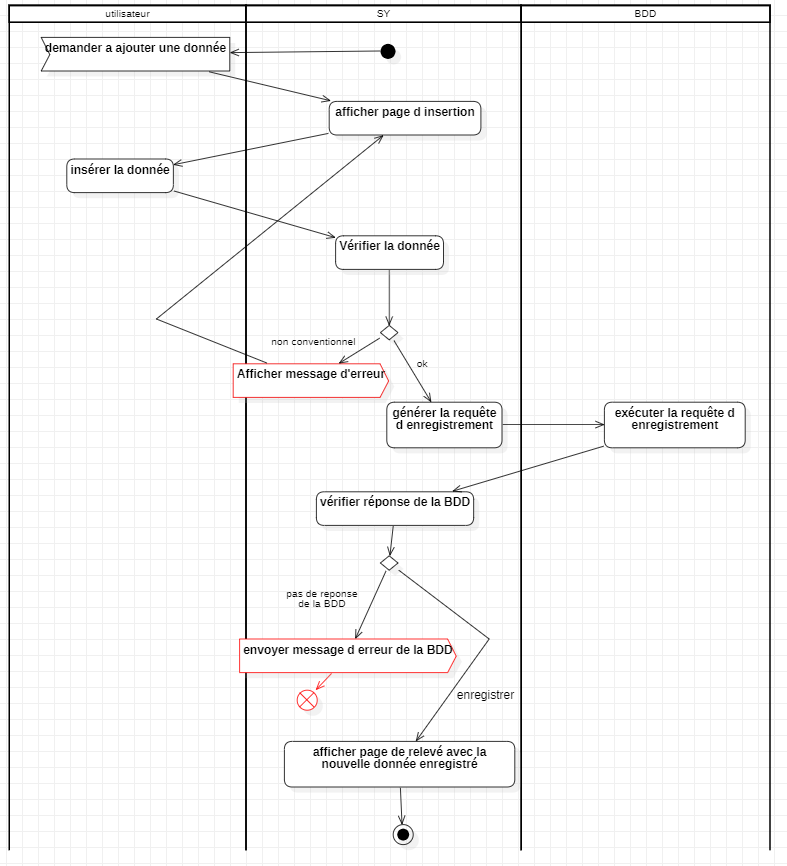 utilisateur
SY
BDD
demander a ajouter une donnée
afficher page d insertion
insérer la donnée
Vérifier la donnée
non conventionnel
ok
Afficher message d'erreur
générer la requête
d enregistrement
exécuter la requête d
enregistrement
vérifier réponse de la BDD
pas de reponse
de la BDD
envoyer message d erreur de la BDD
enregistrer
afficher page de relevé avec la
nouvelle donnée enregistré